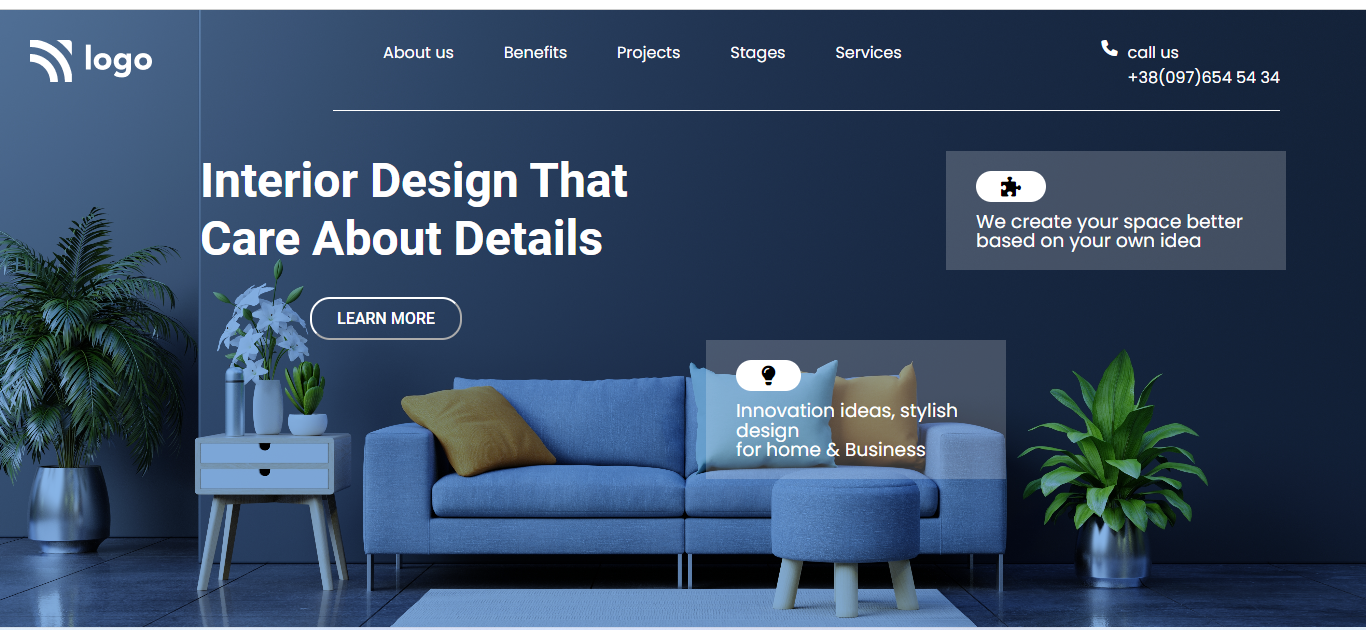 logo
About us
Benefits
Projects
Stages
Services
call us
+38(097)654 54 34
Interior Design That
Care About Details
LEARN MORE
We create your space better
based on your own idea
Innovation ideas, stylish
design
for home & Business